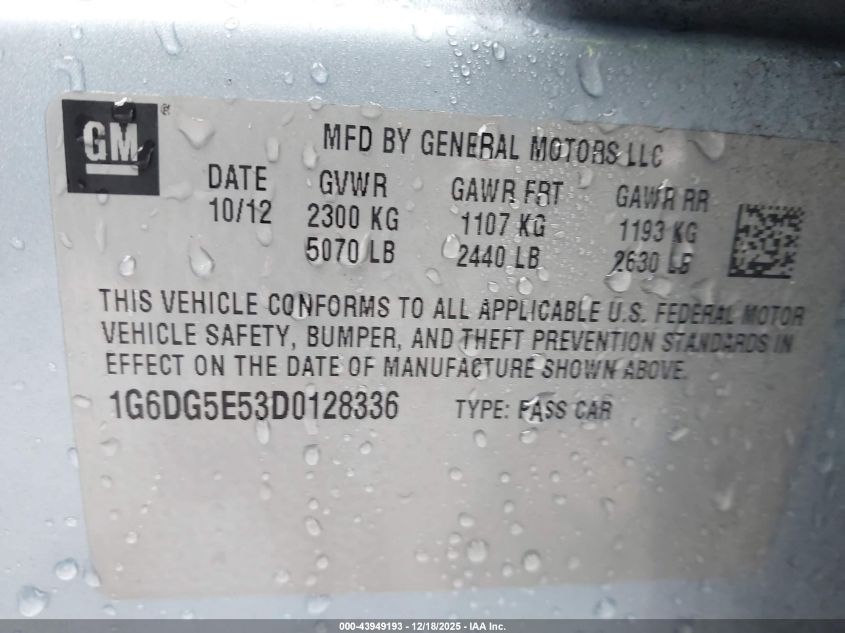 GM ®
MFD BY GENERAL MOTORS LLC
DATE GVWR GAWR FRT GAWR RR
10/12 2300 KG 1107 KG 1193 KG
5070 LB 2440 LB 2630 LB
THIS VEHICLE CONFORMS TO ALL APPLICABLE U.S. FEDERAL MOTOR
VEHICLE SAFETY, BUMPER, AND THEFT PREVENTION STANDARDS IN
EFFECT ON THE DATE OF MANUFACTURE SHOWN ABOVE.
1G6DG5E53D0128336 TYPE: PASS CAR
000-43949193 - 12/18/2025 - IAA Inc.